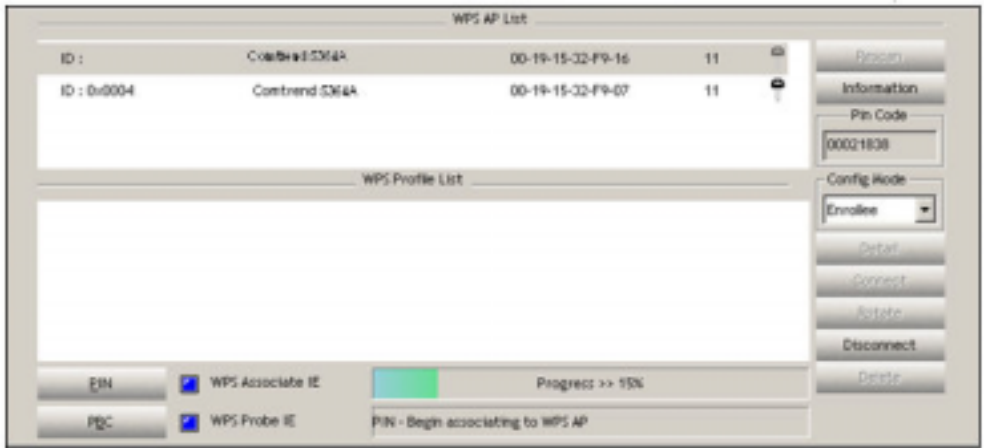 WPS AP List
ID : 00-19-15-32-F9-16 11
ID : 0x0004 Comtrend 5364A 00-19-15-32-F9-07 11
Rescan
Information
Pin Code
00021838
WPS Profile List
Config Mode
Enrollee
Detail
Connect
Rotate
Disconnect
Delete
PIN WPS Associate IE Progress >> 15%
PBC WPS Probe IE PIN - Begin associating to WPS AP